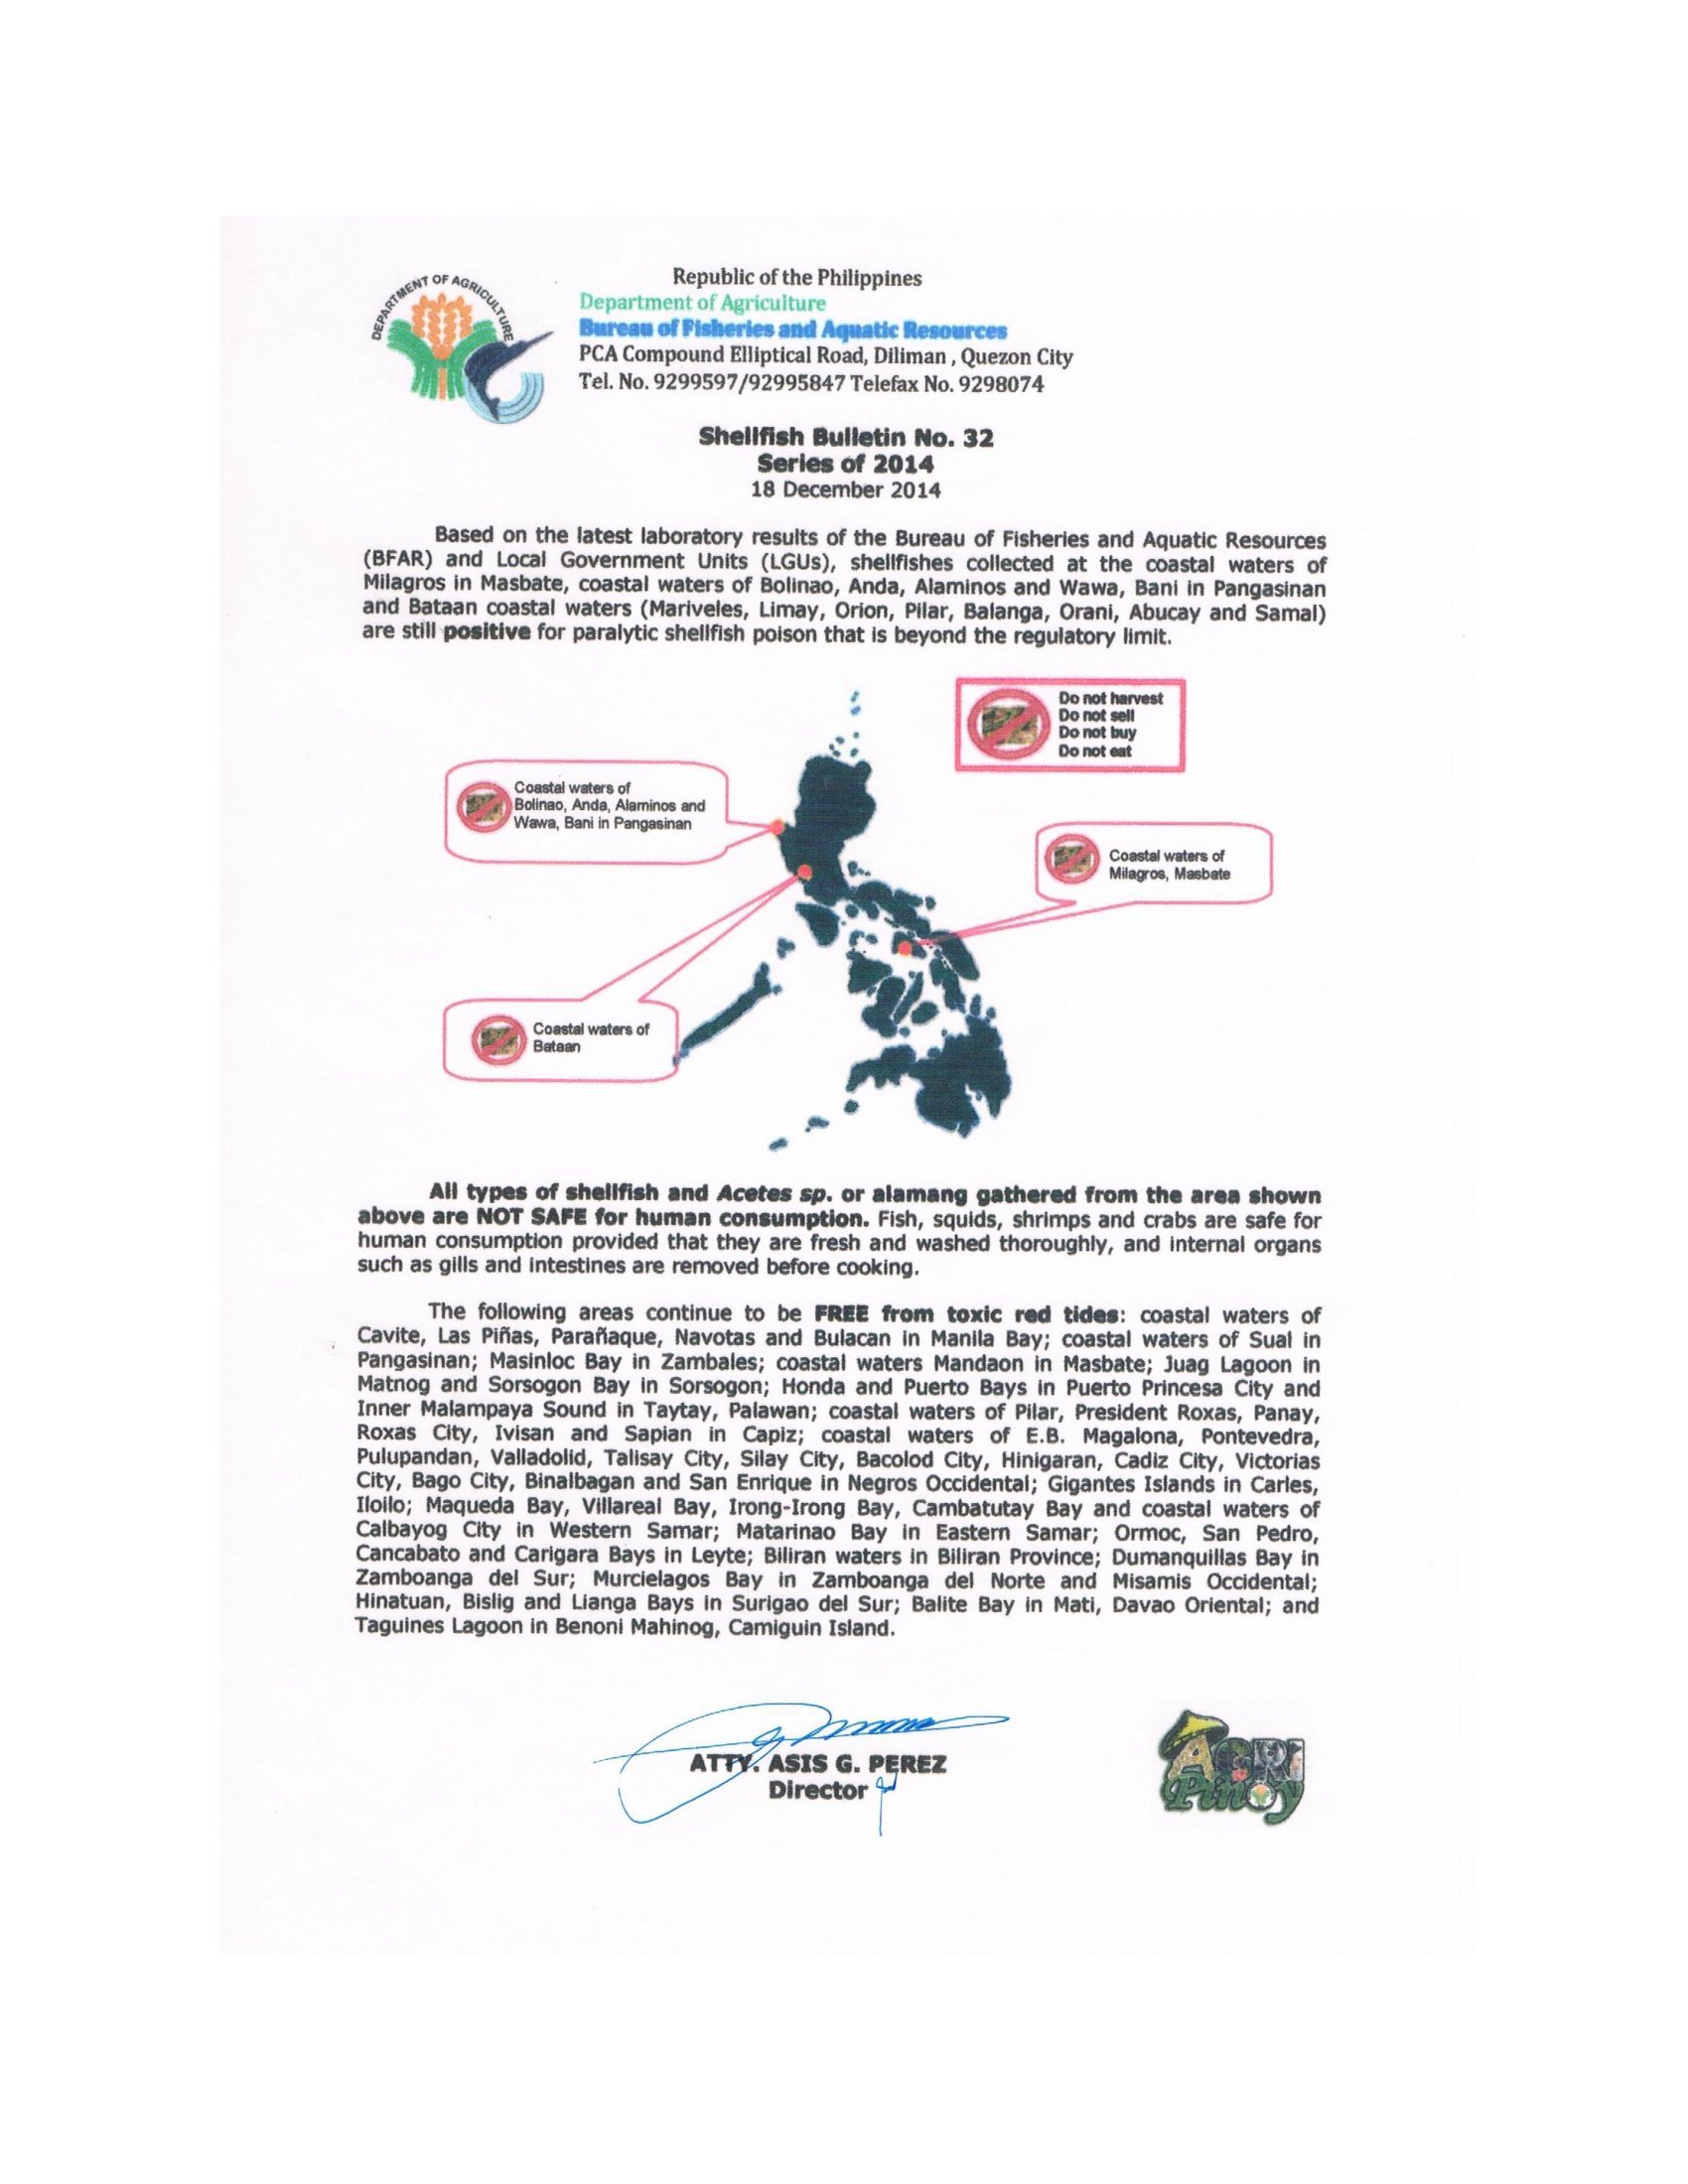 DEPARTMENT OF AGRICULTURE
Republic of the Philippines
Department of Agriculture
Bureau of Fisheries and Aquatic Resources
PCA Compound Elliptical Road, Diliman , Quezon City
Tel. No. 9299597/92995847 Telefax No. 9298074
Shellfish Bulletin No. 32
Series of 2014
18 December 2014
Based on the latest laboratory results of the Bureau of Fisheries and Aquatic Resources
(BFAR) and Local Government Units (LGUs), shellfishes collected at the coastal waters of
Milagros in Masbate, coastal waters of Bolinao, Anda, Alaminos and Wawa, Bani in Pangasinan
and Bataan coastal waters (Mariveles, Limay, Orion, Pilar, Balanga, Orani, Abucay and Samal)
are still positive for paralytic shellfish poison that is beyond the regulatory limit.
Do not harvest
Do not sell
Do not buy
Do not eat
Coastal waters of
Bolinao, Anda, Alaminos and
Wawa, Bani in Pangasinan
Coastal waters of
Milagros, Masbate
Coastal waters of
Bataan
All types of shellfish and Acetes sp. or alamang gathered from the area shown
above are NOT SAFE for human consumption. Fish, squids, shrimps and crabs are safe for
human consumption provided that they are fresh and washed thoroughly, and internal organs
such as gills and intestines are removed before cooking.
The following areas continue to be FREE from toxic red tides: coastal waters of
Cavite, Las Piñas, Parañaque, Navotas and Bulacan in Manila Bay; coastal waters of Sual in
Pangasinan; Masinloc Bay in Zambales; coastal waters Mandaon in Masbate; Juag Lagoon in
Matnog and Sorsogon Bay in Sorsogon; Honda and Puerto Bays in Puerto Princesa City and
Inner Malampaya Sound in Taytay, Palawan; coastal waters of Pilar, President Roxas, Panay,
Roxas City, Ivisan and Sapian in Capiz; coastal waters of E.B. Magalona, Pontevedra,
Pulupandan, Valladolid, Talisay City, Silay City, Bacolod City, Hinigaran, Cadiz City, Victorias
City, Bago City, Binalbagan and San Enrique in Negros Occidental; Gigantes Islands in Carles,
Iloilo; Maqueda Bay, Villareal Bay, Irong-Irong Bay, Cambatutay Bay and coastal waters of
Calbayog City in Western Samar; Matarinao Bay in Eastern Samar; Ormoc, San Pedro,
Cancabato and Carigara Bays in Leyte; Biliran waters in Biliran Province; Dumanquillas Bay in
Zamboanga del Sur; Murcielagos Bay in Zamboanga del Norte and Misamis Occidental;
Hinatuan, Bislig and Lianga Bays in Surigao del Sur; Balite Bay in Mati, Davao Oriental; and
Taguines Lagoon in Benoni Mahinog, Camiguin Island.
ATTY. ASIS G. PEREZ
Director
AGRI
Pinoy